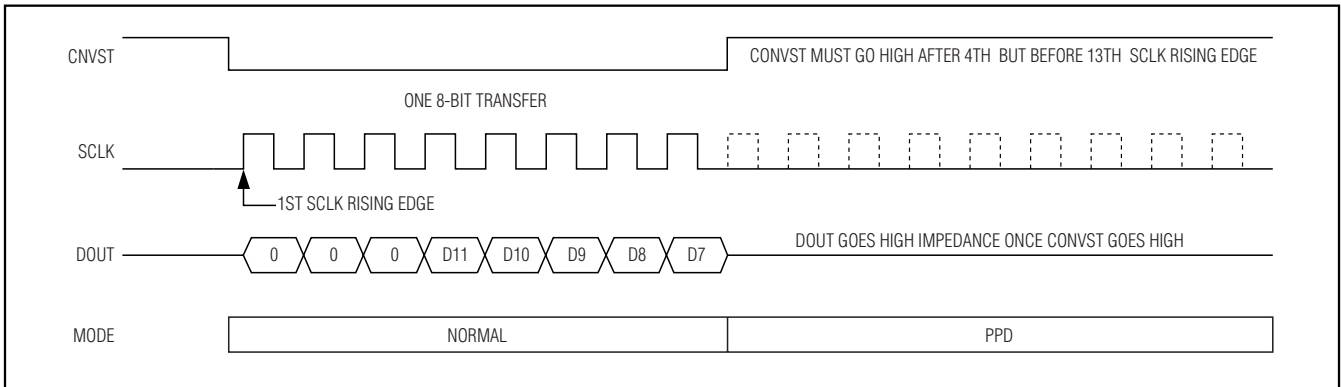 CNVST
CONVST MUST GO HIGH AFTER 4TH BUT BEFORE 13TH SCLK RISING EDGE
ONE 8-BIT TRANSFER
SCLK
1ST SCLK RISING EDGE
DOUT
0 0 0 D11 D10 D9 D8 D7
DOUT GOES HIGH IMPEDANCE ONCE CONVST GOES HIGH
MODE
NORMAL
PPD